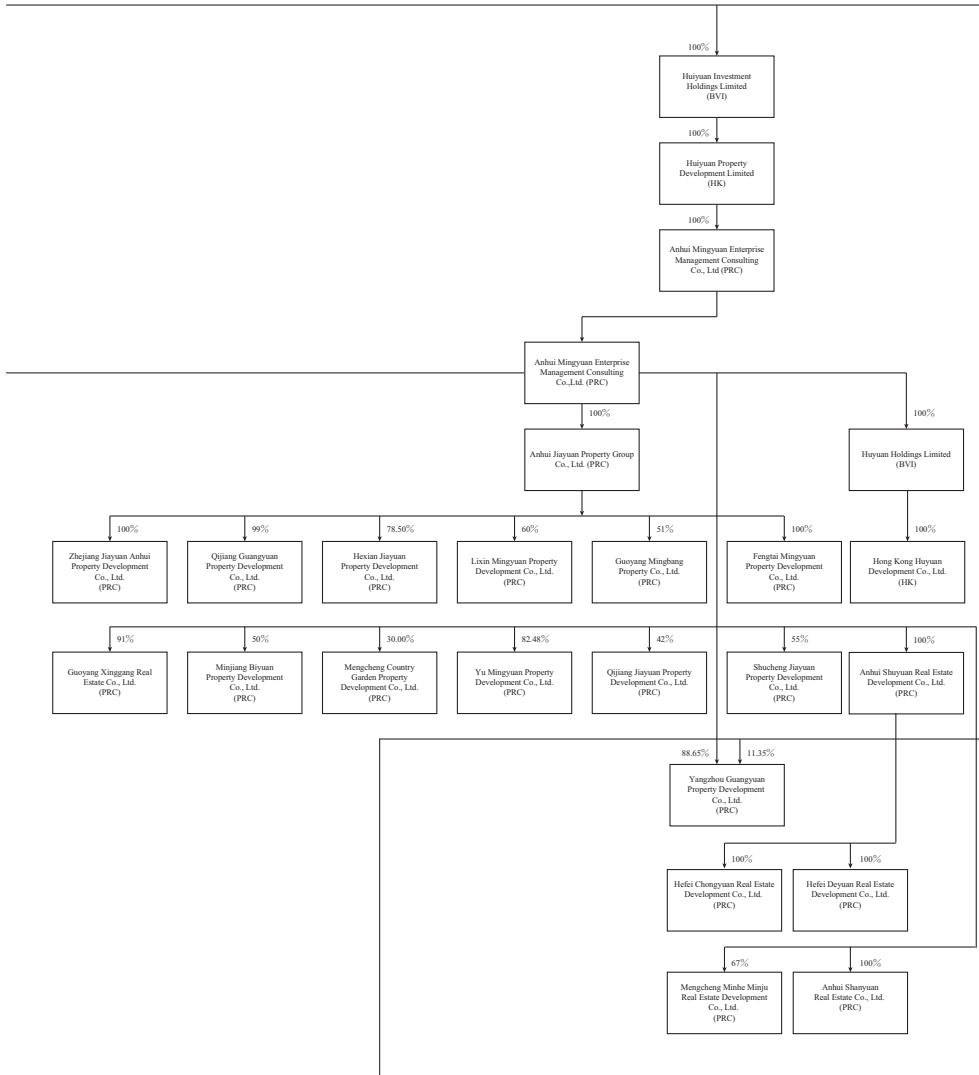 100%
Huiyuan Investment
Holdings Limited
(BVI)
100%
Huiyuan Property
Development Limited
(HK)
100%
Anhui Mingyuan Enterprise
Management Consulting
Co., Ltd (PRC)
Anhui Mingyuan Enterprise
Management Consulting
Co.,Ltd. (PRC)
100%
100%
Anhui Jiayuan Property Group
Co., Ltd. (PRC)
Huyuan Holdings Limited
(BVI)
100%
99%
78.50%
60%
51%
100%
100%
Zhejiang Jiayuan Anhui
Property Development
Co., Ltd.
(PRC)
Qijiang Guangyuan
Property Development
Co., Ltd.
(PRC)
Hexian Jiayuan
Property Development
Co., Ltd.
(PRC)
Lixin Mingyuan Property
Development Co., Ltd.
(PRC)
Guoyang Mingbang
Property Co., Ltd.
(PRC)
Fengtai Mingyuan
Property Development
Co., Ltd.
(PRC)
Hong Kong Huyuan
Development Co., Ltd.
(HK)
91%
50%
30.00%
82.48%
42%
55%
100%
Guoyang Xinggang Real
Estate Co., Ltd.
(PRC)
Minjiang Biyuan
Property Development
Co., Ltd.
(PRC)
Mengcheng Country
Garden Property
Development Co., Ltd.
(PRC)
Yu Mingyuan Property
Development Co., Ltd.
(PRC)
Qijiang Jiayuan Property
Development Co., Ltd.
(PRC)
Shucheng Jiayuan
Property Development
Co., Ltd.
(PRC)
Anhui Shuyuan Real Estate
Development Co., Ltd.
(PRC)
88.65%
11.35%
Yangzhou Guangyuan
Property Development
Co., Ltd.
(PRC)
100%
100%
Hefei Chongyuan Real Estate
Development Co., Ltd.
(PRC)
Hefei Deyuan Real Estate
Development Co., Ltd.
(PRC)
67%
100%
Mengcheng Minhe Minju
Real Estate Development
Co., Ltd.
(PRC)
Anhui Shanyuan
Real Estate Co., Ltd.
(PRC)